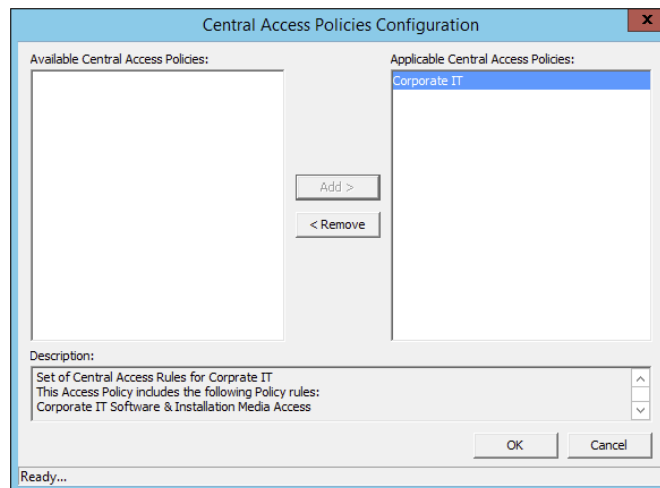 Central Access Policies Configuration
x
Available Central Access Policies:
Applicable Central Access Policies:
Corporate IT
Add >
< Remove
Description:
Set of Central Access Rules for Corprate IT
This Access Policy includes the following Policy rules:
Corporate IT Software & Installation Media Access
OK
Cancel
Ready...